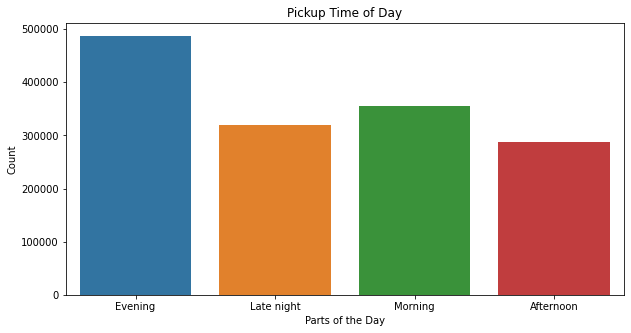 Pickup Time of Day
500000
400000
300000
200000
100000
0
Count
Evening
Late night
Morning
Afternoon
Parts of the Day